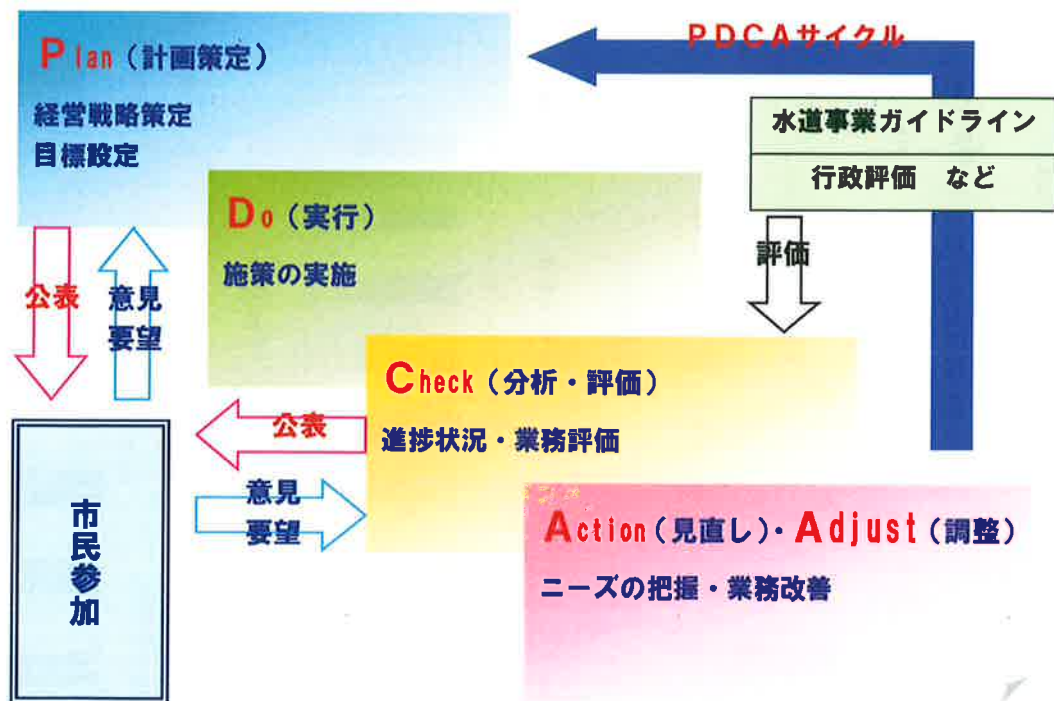 PDCAサイクル
Plan（計画策定）
経営戦略策定
目標設定
水道事業ガイドライン
行政評価　など
評価
Do（実行）
施策の実施
公表
意見
要望
Check（分析・評価）
進捗状況・業務評価
公表
意見
要望
市民参加
Action（見直し）・Adjust（調整）
ニーズの把握・業務改善